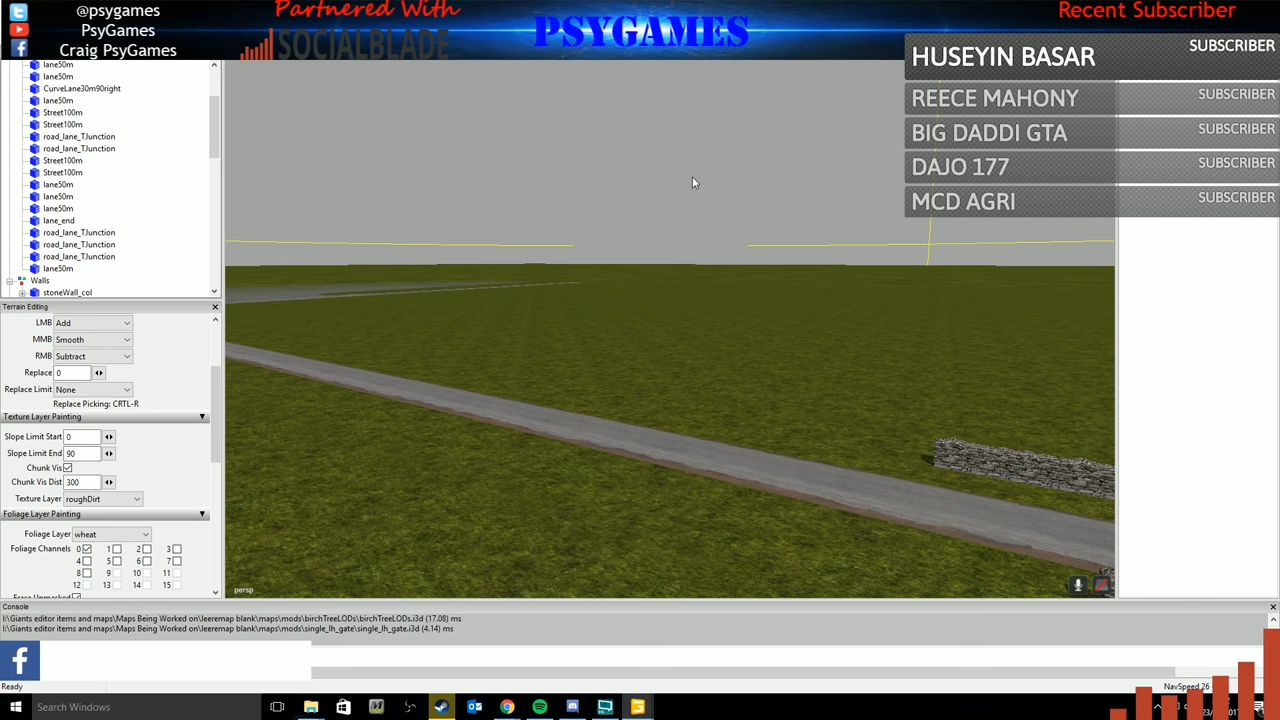 @psygames
PsyGames
Craig PsyGames
Partnered With
SOCIALBLADE
PSYGAMES
Recent Subscriber
HUSEYIN BASAR SUBSCRIBER
REECE MAHONY SUBSCRIBER
BIG DADDI GTA SUBSCRIBER
DAJO 177 SUBSCRIBER
MCD AGRI SUBSCRIBER
lane50m
lane50m
CurveLane30m90right
lane50m
Street100m
Street100m
road_lane_TJunction
road_lane_TJunction
Street100m
Street100m
lane50m
lane50m
lane50m
lane_end
road_lane_TJunction
road_lane_TJunction
road_lane_TJunction
lane50m
Walls
stoneWall_col
Terrain Editing
LMB Add
MMB Smooth
RMB Subtract
Replace 0
Replace Limit None
Replace Picking: CRTL-R
Texture Layer Painting
Slope Limit Start 0
Slope Limit End 90
Chunk Vis
Chunk Vis Dist 300
Texture Layer roughDirt
Foliage Layer Painting
Foliage Layer wheat
Foliage Channels 0 1 2 3
4 5 6 7
8 9 10 11
12 13 14 15
Erase Unmasked
persp
Console
I:\Giants editor items and maps\Maps Being Worked on\leeremap blank\maps\mods\birchTreeLODs\birchTreeLODs.i3d (17.08) ms
I:\Giants editor items and maps\Maps Being Worked on\leeremap blank\maps\mods\single_lh_gate\single_lh_gate.i3d (4.14) ms
Ready
NavSpeed 26
Search Windows